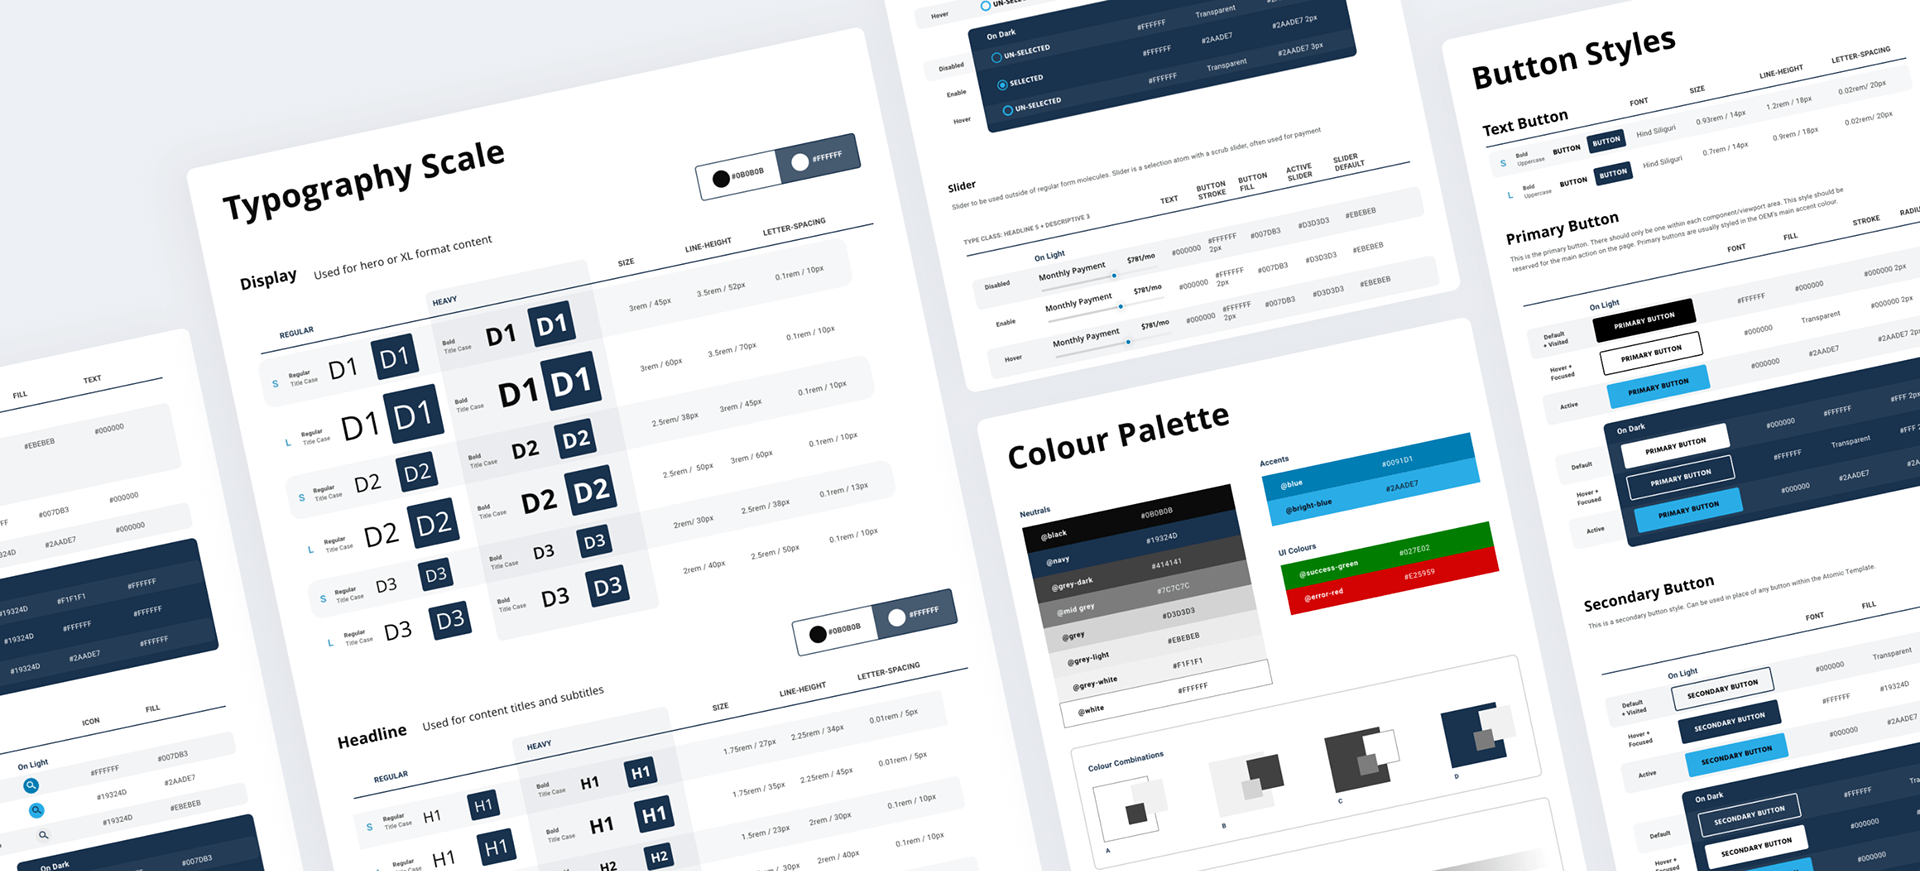 FILL TEXT
#EBEBEB #000000
#007DB3 #000000
#2AADE7 #000000
#19324D #F1F1F1 #FFFFFF
#19324D #FFFFFF #FFFFFF
#19324D #2AADE7 #FFFFFF
ICON FILL
On Light
#FFFFFF #007DB3
#19324D #2AADE7
#19324D #EBEBEB
On Dark
#007DB3
Typography Scale
#0B0B0B #FFFFFF
Display Used for hero or XL format content
REGULAR HEAVY SIZE LINE-HEIGHT LETTER-SPACING
S Regular Title Case D1 D1 Bold Title Case D1 D1 3rem / 45px 3.5rem / 52px 0.1rem / 10px
L Regular Title Case D1 D1 Bold Title Case D1 D1 3rem / 60px 3.5rem / 70px 0.1rem / 10px
S Regular Title Case D2 D2 Bold Title Case D2 D2 2.5rem/ 38px 3rem / 45px 0.1rem / 10px
L Regular Title Case D2 D2 Bold Title Case D2 D2 2.5rem / 50px 3rem / 60px 0.1rem / 10px
S Regular Title Case D3 D3 Bold Title Case D3 D3 2rem/ 30px 2.5rem / 38px 0.1rem / 13px
L Regular Title Case D3 D3 Bold Title Case D3 D3 2rem / 40px 2.5rem / 50px 0.1rem / 10px
#0B0B0B #FFFFFF
Headline Used for content titles and subtitles
REGULAR HEAVY SIZE LINE-HEIGHT LETTER-SPACING
S Regular Title Case H1 H1 Bold Title Case H1 H1 1.75rem / 27px 2.25rem / 34px 0.01rem / 5px
L Regular Title Case H1 H1 Bold Title Case H1 H1 1.75rem / 35px 2.25rem / 45px 0.01rem / 5px
H2 H2 1.5rem / 23px 2rem / 30px 0.1rem / 10px
/ 30px 2rem / 40px 0.1rem / 10px
Hover
On Dark
Disabled UN-SELECTED #FFFFFF Transparent
Enable SELECTED #FFFFFF #2AADE7 #2AADE7 2px
Hover UN-SELECTED #FFFFFF Transparent #2AADE7 3px
Slider
Slider to be used outside of regular form molecules. Slider is a selection atom with a scrub slider, often used for payment
TYPE CLASS: HEADLINE 5 + DESCRIPTIVE 3 TEXT BUTTON STROKE BUTTON FILL ACTIVE SLIDER SLIDER DEFAULT
On Light
Disabled Monthly Payment $781/mo #000000 #FFFFFF 2px #007DB3 #D3D3D3 #EBEBEB
Enable Monthly Payment $781/mo #000000 #FFFFFF 2px #007DB3 #D3D3D3 #EBEBEB
Hover Monthly Payment $781/mo #000000 #FFFFFF 2px #007DB3 #D3D3D3 #EBEBEB
Colour Palette
Neutrals
@black #0B0B0B
@navy #19324D
@grey-dark #414141
@mid grey #7C7C7C
@grey #D3D3D3
@grey-light #EBEBEB
@grey-white #F1F1F1
@white #FFFFFF
Accents
@blue #0091D1
@bright-blue #2AADE7
UI Colours
@success-green #027E02
@error-red #E25959
Colour Combinations
A B C D
Button Styles
Text Button FONT SIZE LINE-HEIGHT LETTER-SPACING
S Bold Uppercase BUTTON BUTTON Hind Siliguri 0.93rem / 14px 1.2rem / 18px 0.02rem/ 20px
L Bold Uppercase BUTTON BUTTON Hind Siliguri 0.7rem / 14px 0.9rem / 18px 0.02rem/ 20px
Primary Button
This is the primary button. There should only be one within each component/viewport area. This style should be
reserved for the main action on the page. Primary buttons are usually styled in the OEM's main accent colour.
FONT FILL STROKE
On Light
Default + Visited PRIMARY BUTTON #FFFFFF #000000 #000000 2px
Hover + Focused PRIMARY BUTTON #000000 Transparent #000000 2px
Active PRIMARY BUTTON #000000 #2AADE7 #2AADE7 2px
On Dark
Default PRIMARY BUTTON #000000 #FFFFFF #FFF 2px
Hover + Focused PRIMARY BUTTON #FFFFFF Transparent #FFF
Active PRIMARY BUTTON #000000 #2AADE7
Secondary Button
This is a secondary button style. Can be used in place of any button within the Atomic Template.
FONT FILL
On Light
Default + Visited SECONDARY BUTTON #000000 Transparent
Hover + Focused SECONDARY BUTTON #FFFFFF #19324D
Active SECONDARY BUTTON #000000 #2AADE7
On Dark
Default SECONDARY BUTTON #FFFFFF
Hover + Focused SECONDARY BUTTON #000000
#000000